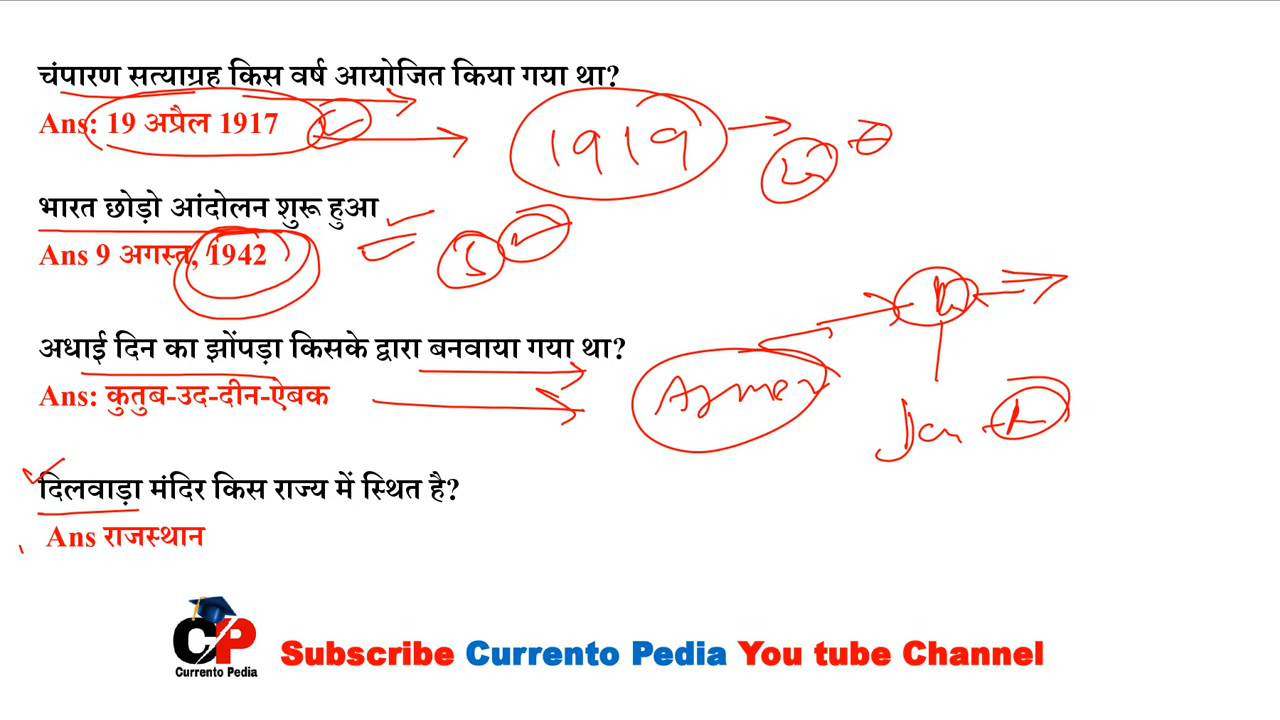 चंपारण सत्याग्रह किस वर्ष आयोजित किया गया था?
Ans: 19 अप्रैल 1917
1919
भारत छोड़ो आंदोलन शुरू हुआ
Ans 9 अगस्त, 1942
अधाई दिन का झोंपड़ा किसके द्वारा बनवाया गया था?
Ans: कुतुब-उद-दीन-ऐबक
Ajmer
दिलवाड़ा मंदिर किस राज्य में स्थित है?
Ans राजस्थान
CP
Currento Pedia
Subscribe Currento Pedia You tube Channel